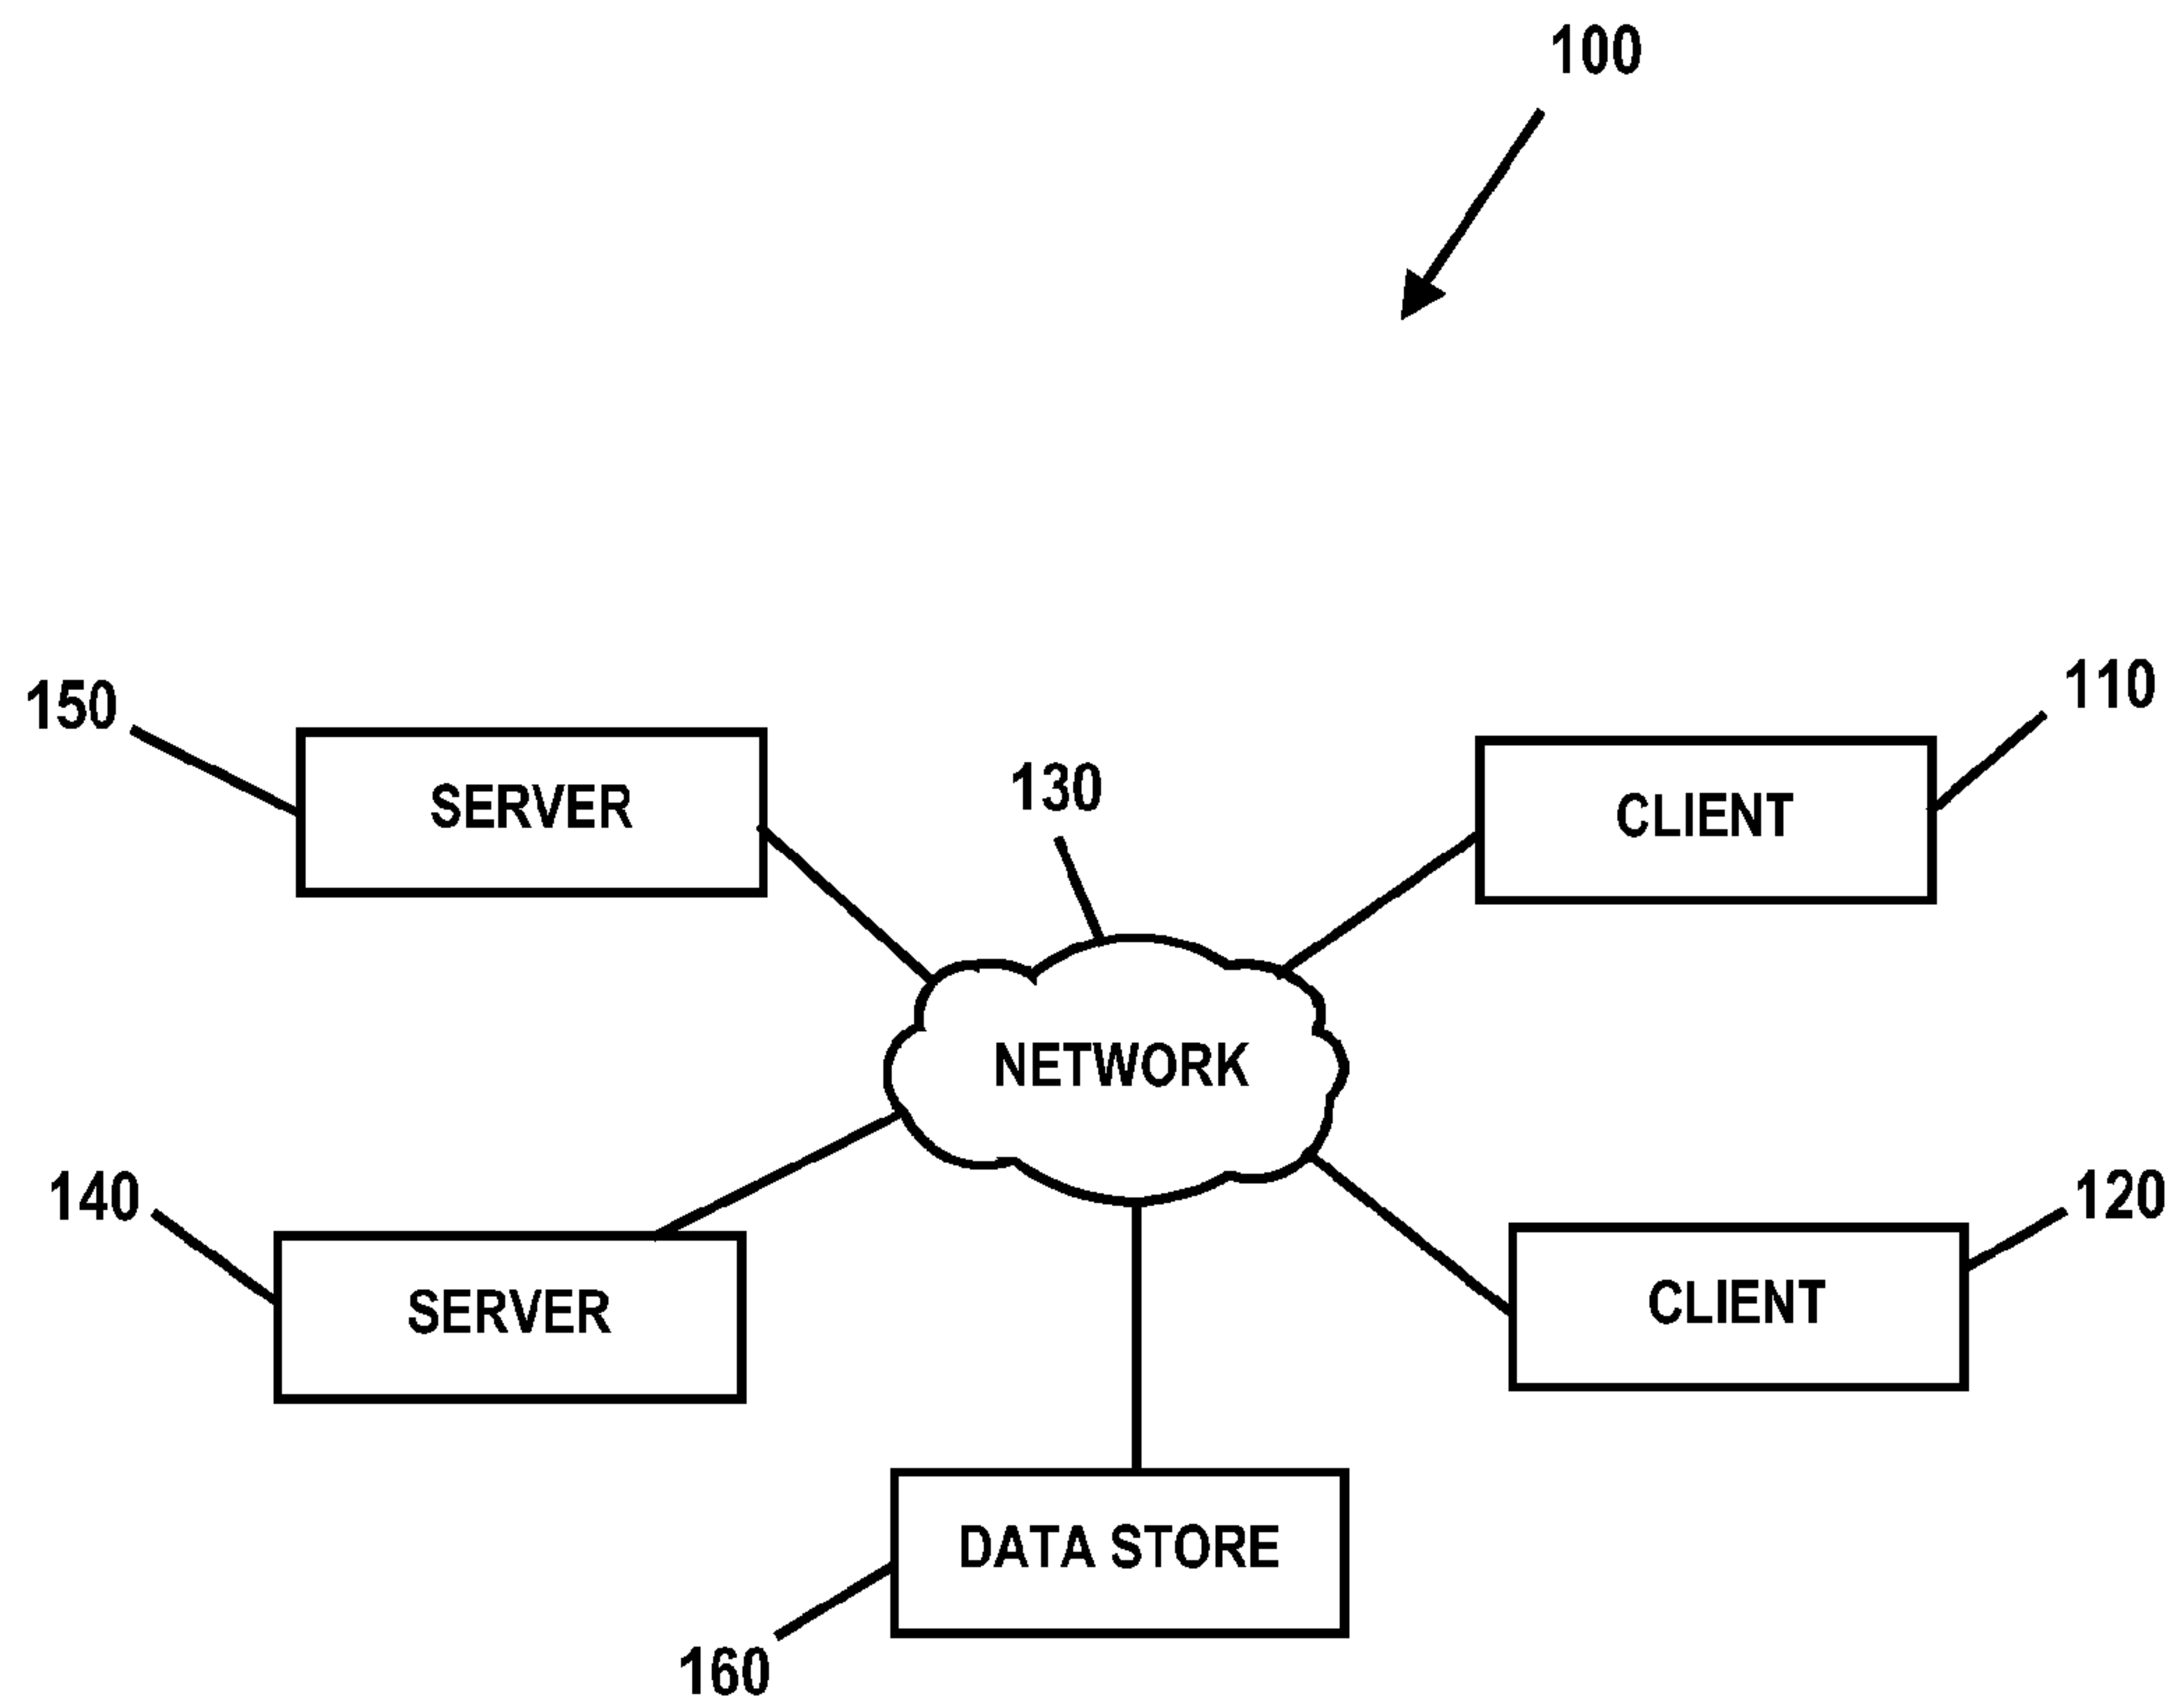 100
150
110
SERVER
130
CLIENT
NETWORK
140
120
SERVER
CLIENT
DATA STORE
160